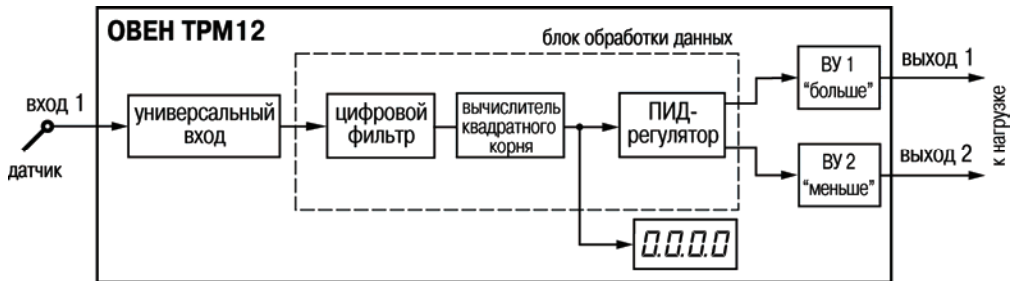 ОВЕН ТРМ12
блок обработки данных
вход 1
датчик
универсальный
вход
цифровой
фильтр
вычислитель
квадратного
корня
ПИД-
регулятор
ВУ 1
“больше”
выход 1
ВУ 2
“меньше”
выход 2
к нагрузке
0.0.0.0